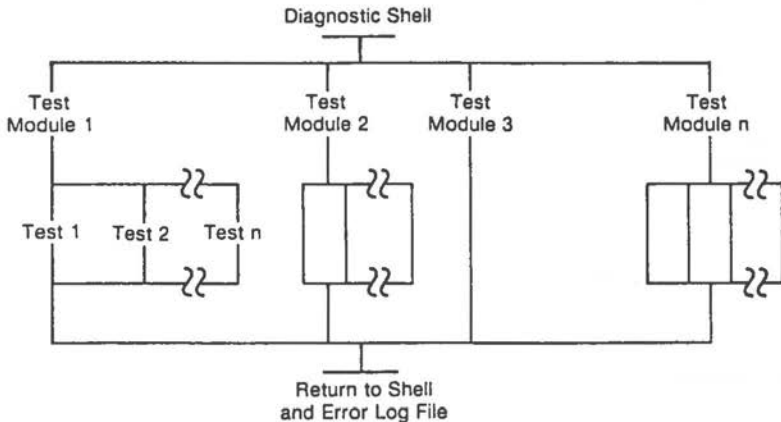 Diagnostic Shell
Test
Module 1
Test
Module 2
Test
Module 3
Test
Module n
Test 1
Test 2
Test n
Return to Shell
and Error Log File